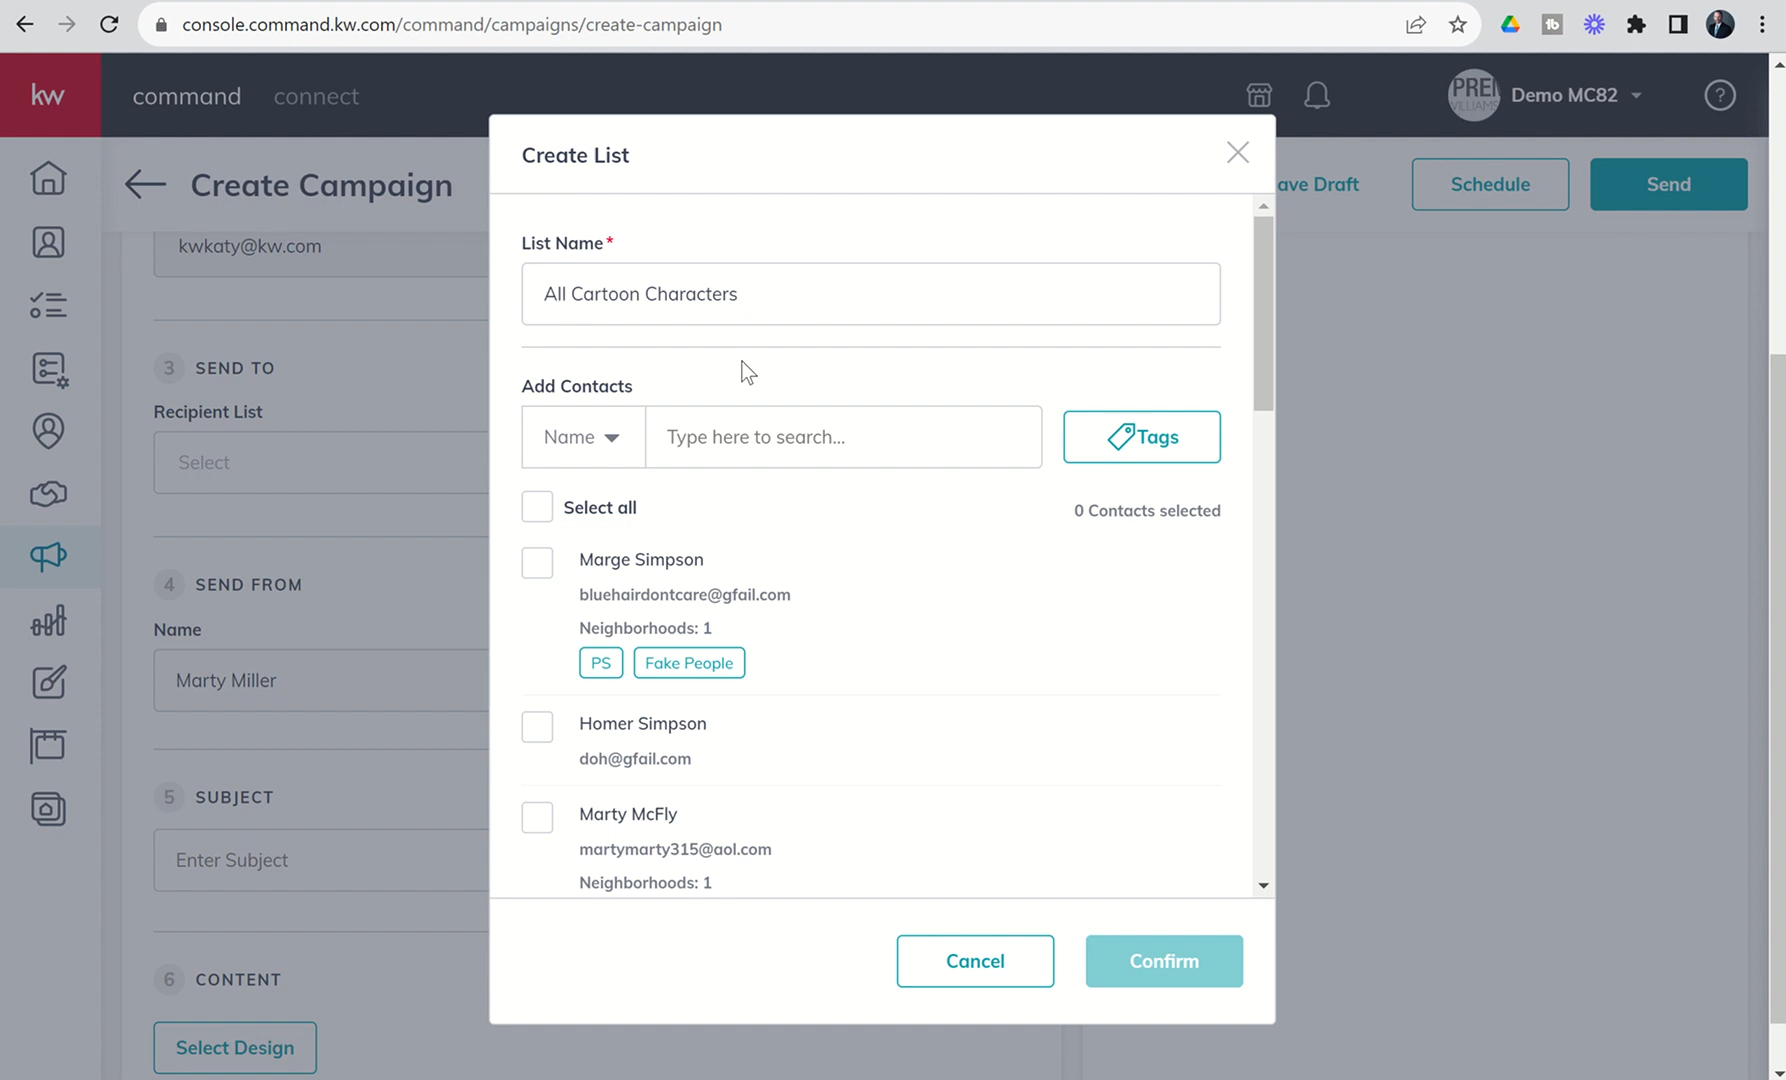 console.command.kw.com/command/campaigns/create-campaign
kw
command
connect
PREM
WILLIAMS
Demo MC82
Create Campaign
ave Draft
Schedule
Send
kwkaty@kw.com
3 SEND TO
Recipient List
Select
4 SEND FROM
Name
Marty Miller
5 SUBJECT
Enter Subject
6 CONTENT
Select Design
Create List
List Name*
All Cartoon Characters
Add Contacts
Name
Type here to search...
Tags
Select all
0 Contacts selected
Marge Simpson
bluehairdontcare@gfail.com
Neighborhoods: 1
PS
Fake People
Homer Simpson
doh@gfail.com
Marty McFly
martymarty315@aol.com
Neighborhoods: 1
Cancel
Confirm